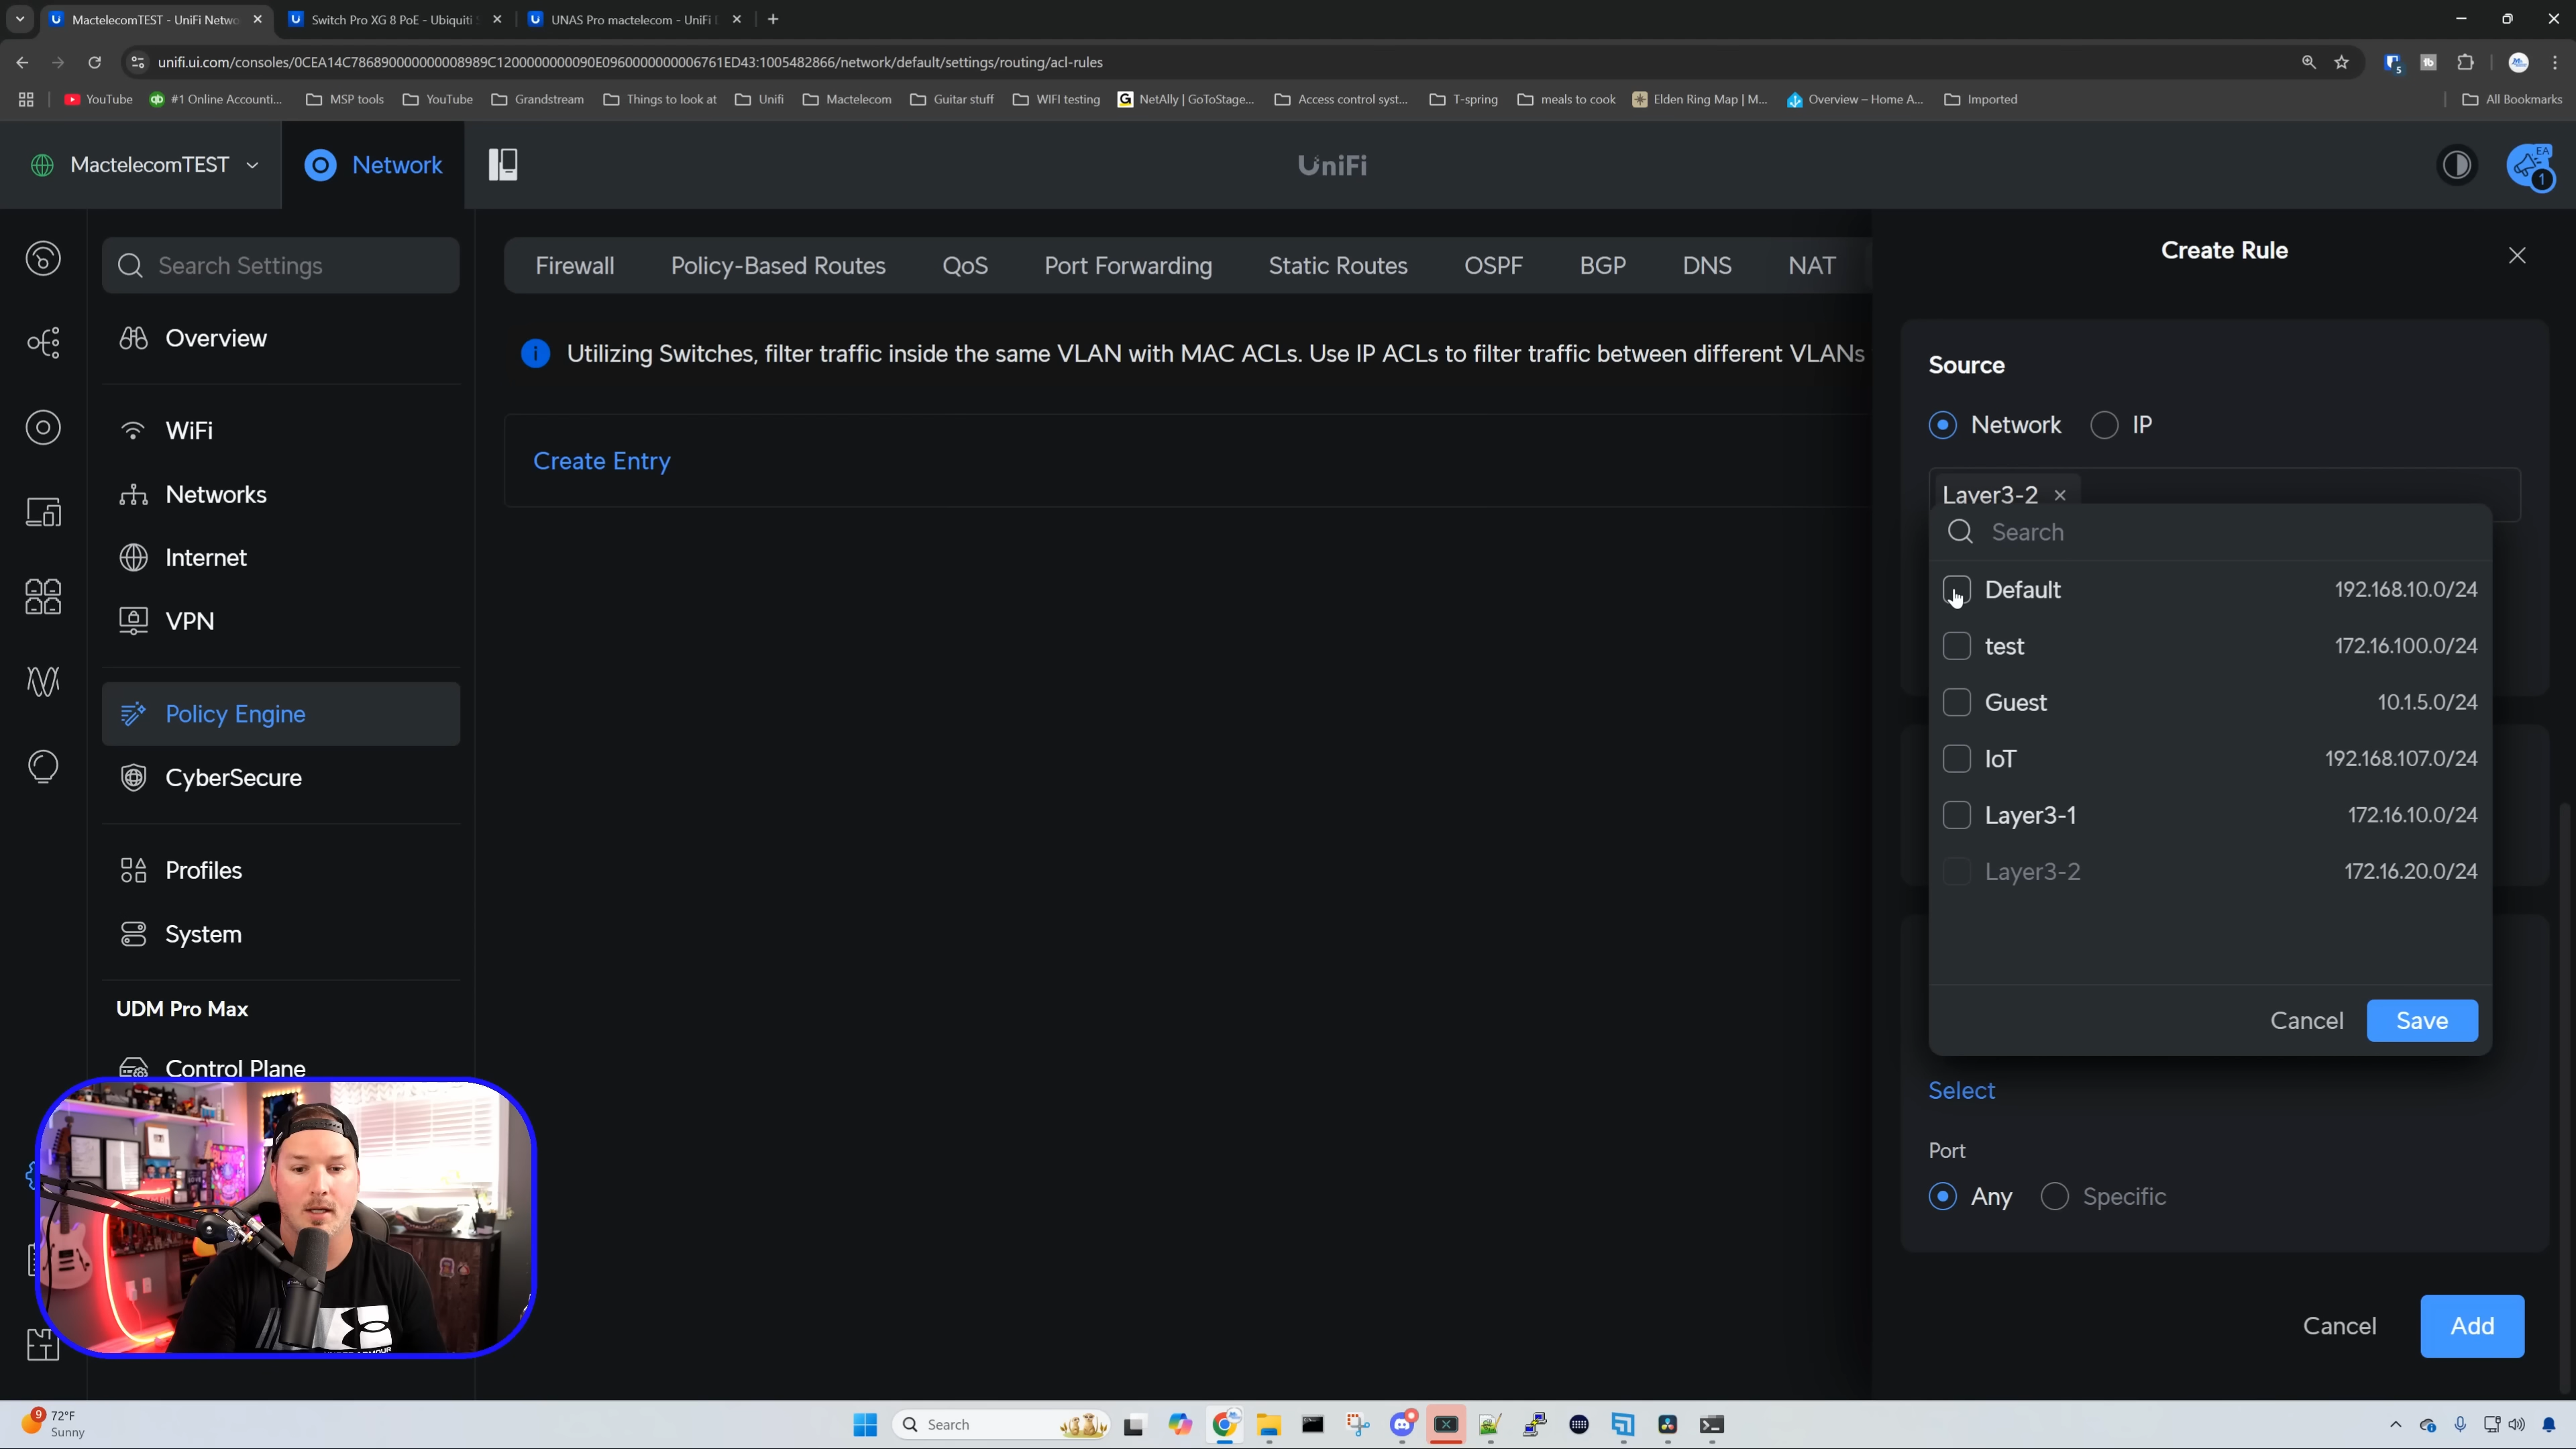 MactelecomTEST - UniFi Netwo
Switch Pro XG 8 PoE - Ubiquiti
UNAS Pro mactelecom - UniFi
unifi.ui.com/consoles/0CEA14C786890000000008989C1200000000090E0960000000006761ED43:1005482866/network/default/settings/routing/acl-rules
5
YouTube
#1 Online Accounti...
MSP tools
YouTube
Grandstream
Things to look at
Unifi
Mactelecom
Guitar stuff
WIFI testing
NetAlly | GoToStage...
Access control syst...
T-spring
meals to cook
Elden Ring Map | M...
Overview – Home A...
Imported
All Bookmarks
MactelecomTEST
Network
UniFi
EA
1
Search Settings
Overview
WiFi
Networks
Internet
VPN
Policy Engine
CyberSecure
Profiles
System
UDM Pro Max
Control Plane
Firewall
Policy-Based Routes
QoS
Port Forwarding
Static Routes
OSPF
BGP
DNS
NAT
Utilizing Switches, filter traffic inside the same VLAN with MAC ACLs. Use IP ACLs to filter traffic between different VLANs
Create Entry
Create Rule
Source
Network
IP
Layer3-2
Search
Default 192.168.10.0/24
test 172.16.100.0/24
Guest 10.1.5.0/24
IoT 192.168.107.0/24
Layer3-1 172.16.10.0/24
Layer3-2 172.16.20.0/24
Cancel
Save
Select
Port
Any
Specific
Cancel
Add
9
72°F
Sunny
Search